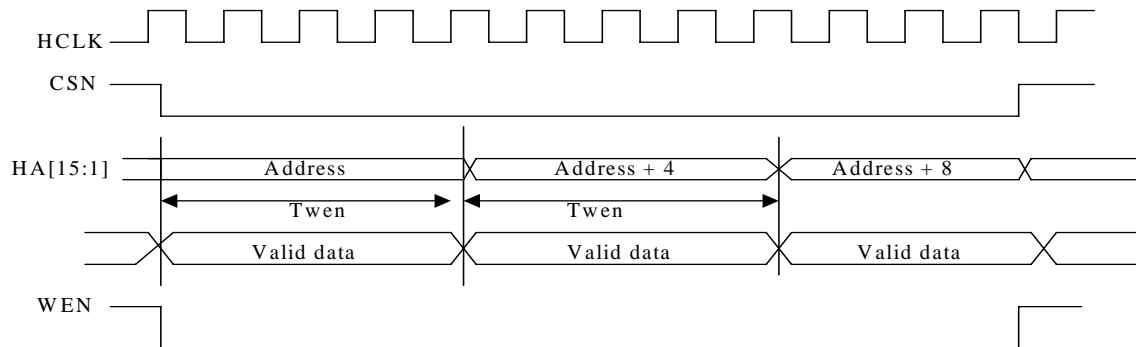 HCLK
CSN
HA[15:1] Address Address + 4 Address + 8
Twen Twen
Valid data Valid data Valid data
WEN